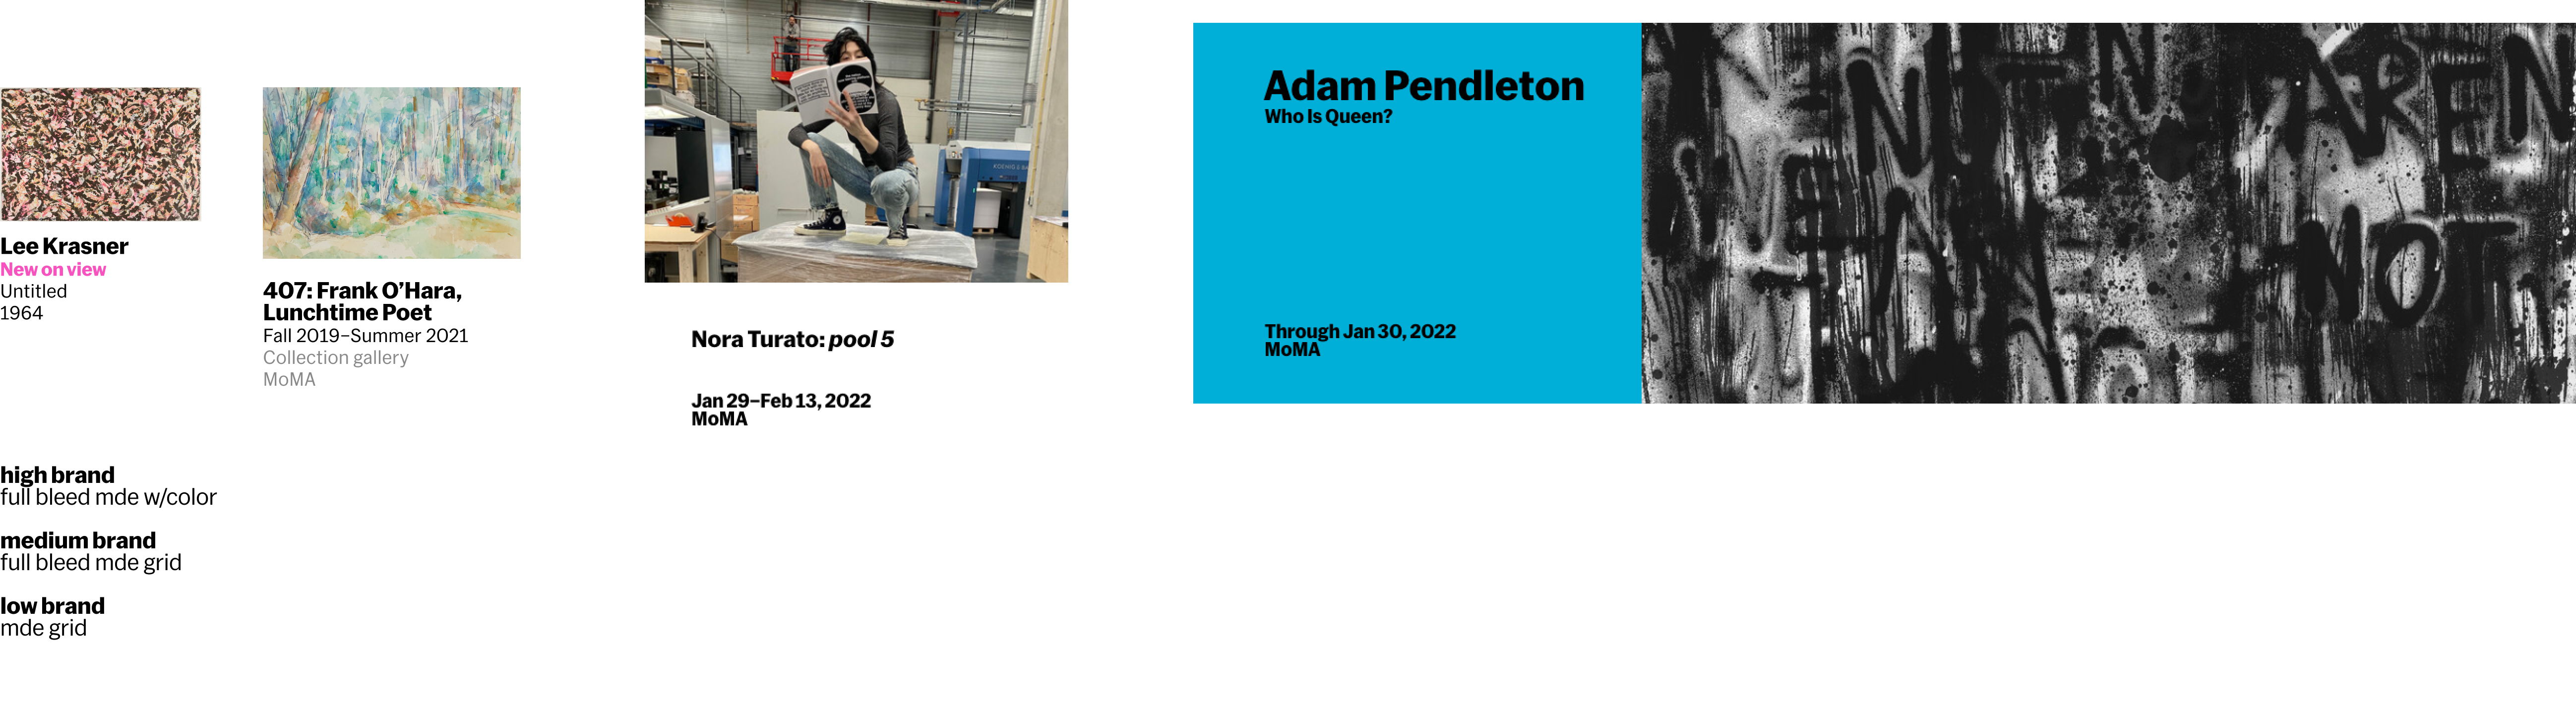 Lee Krasner
New on view
Untitled
1964
407: Frank O’Hara,
Lunchtime Poet
Fall 2019–Summer 2021
Collection gallery
MoMA
Nora Turato: pool 5
Jan 29–Feb 13, 2022
MoMA
Adam Pendleton
Who Is Queen?
Through Jan 30, 2022
MoMA
NOT
high brand
full bleed mde w/color
medium brand
full bleed mde grid
low brand
mde grid